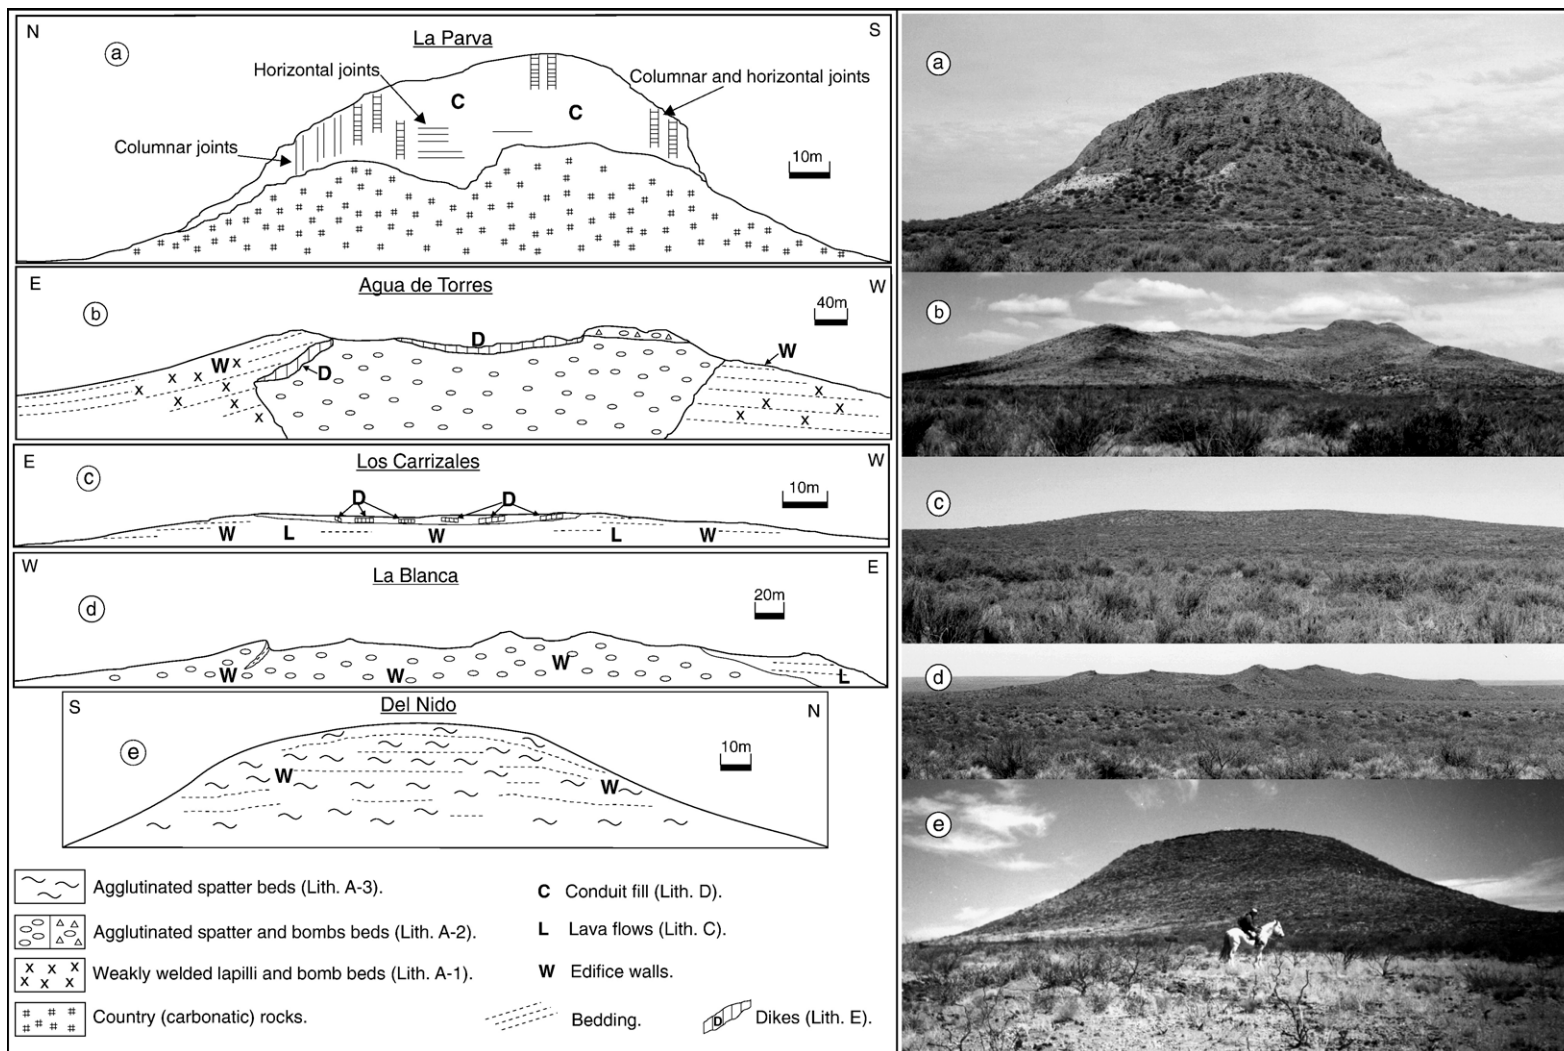 N
S
a
La Parva
Horizontal joints
Columnar and horizontal joints
C
C
Columnar joints
10m
E
W
Agua de Torres
b
40m
D
W
W
D
E
W
Los Carrizales
c
10m
D
D
W
L
W
L
W
W
E
La Blanca
d
20m
W
W
W
L
S
N
Del Nido
e
10m
W
W
Agglutinated spatter beds (Lith. A-3).
Agglutinated spatter and bombs beds (Lith. A-2).
Weakly welded lapilli and bomb beds (Lith. A-1).
Country (carbonatic) rocks.
C Conduit fill (Lith. D).
L Lava flows (Lith. C).
W Edifice walls.
Bedding.
D Dikes (Lith. E).
a
b
c
d
e